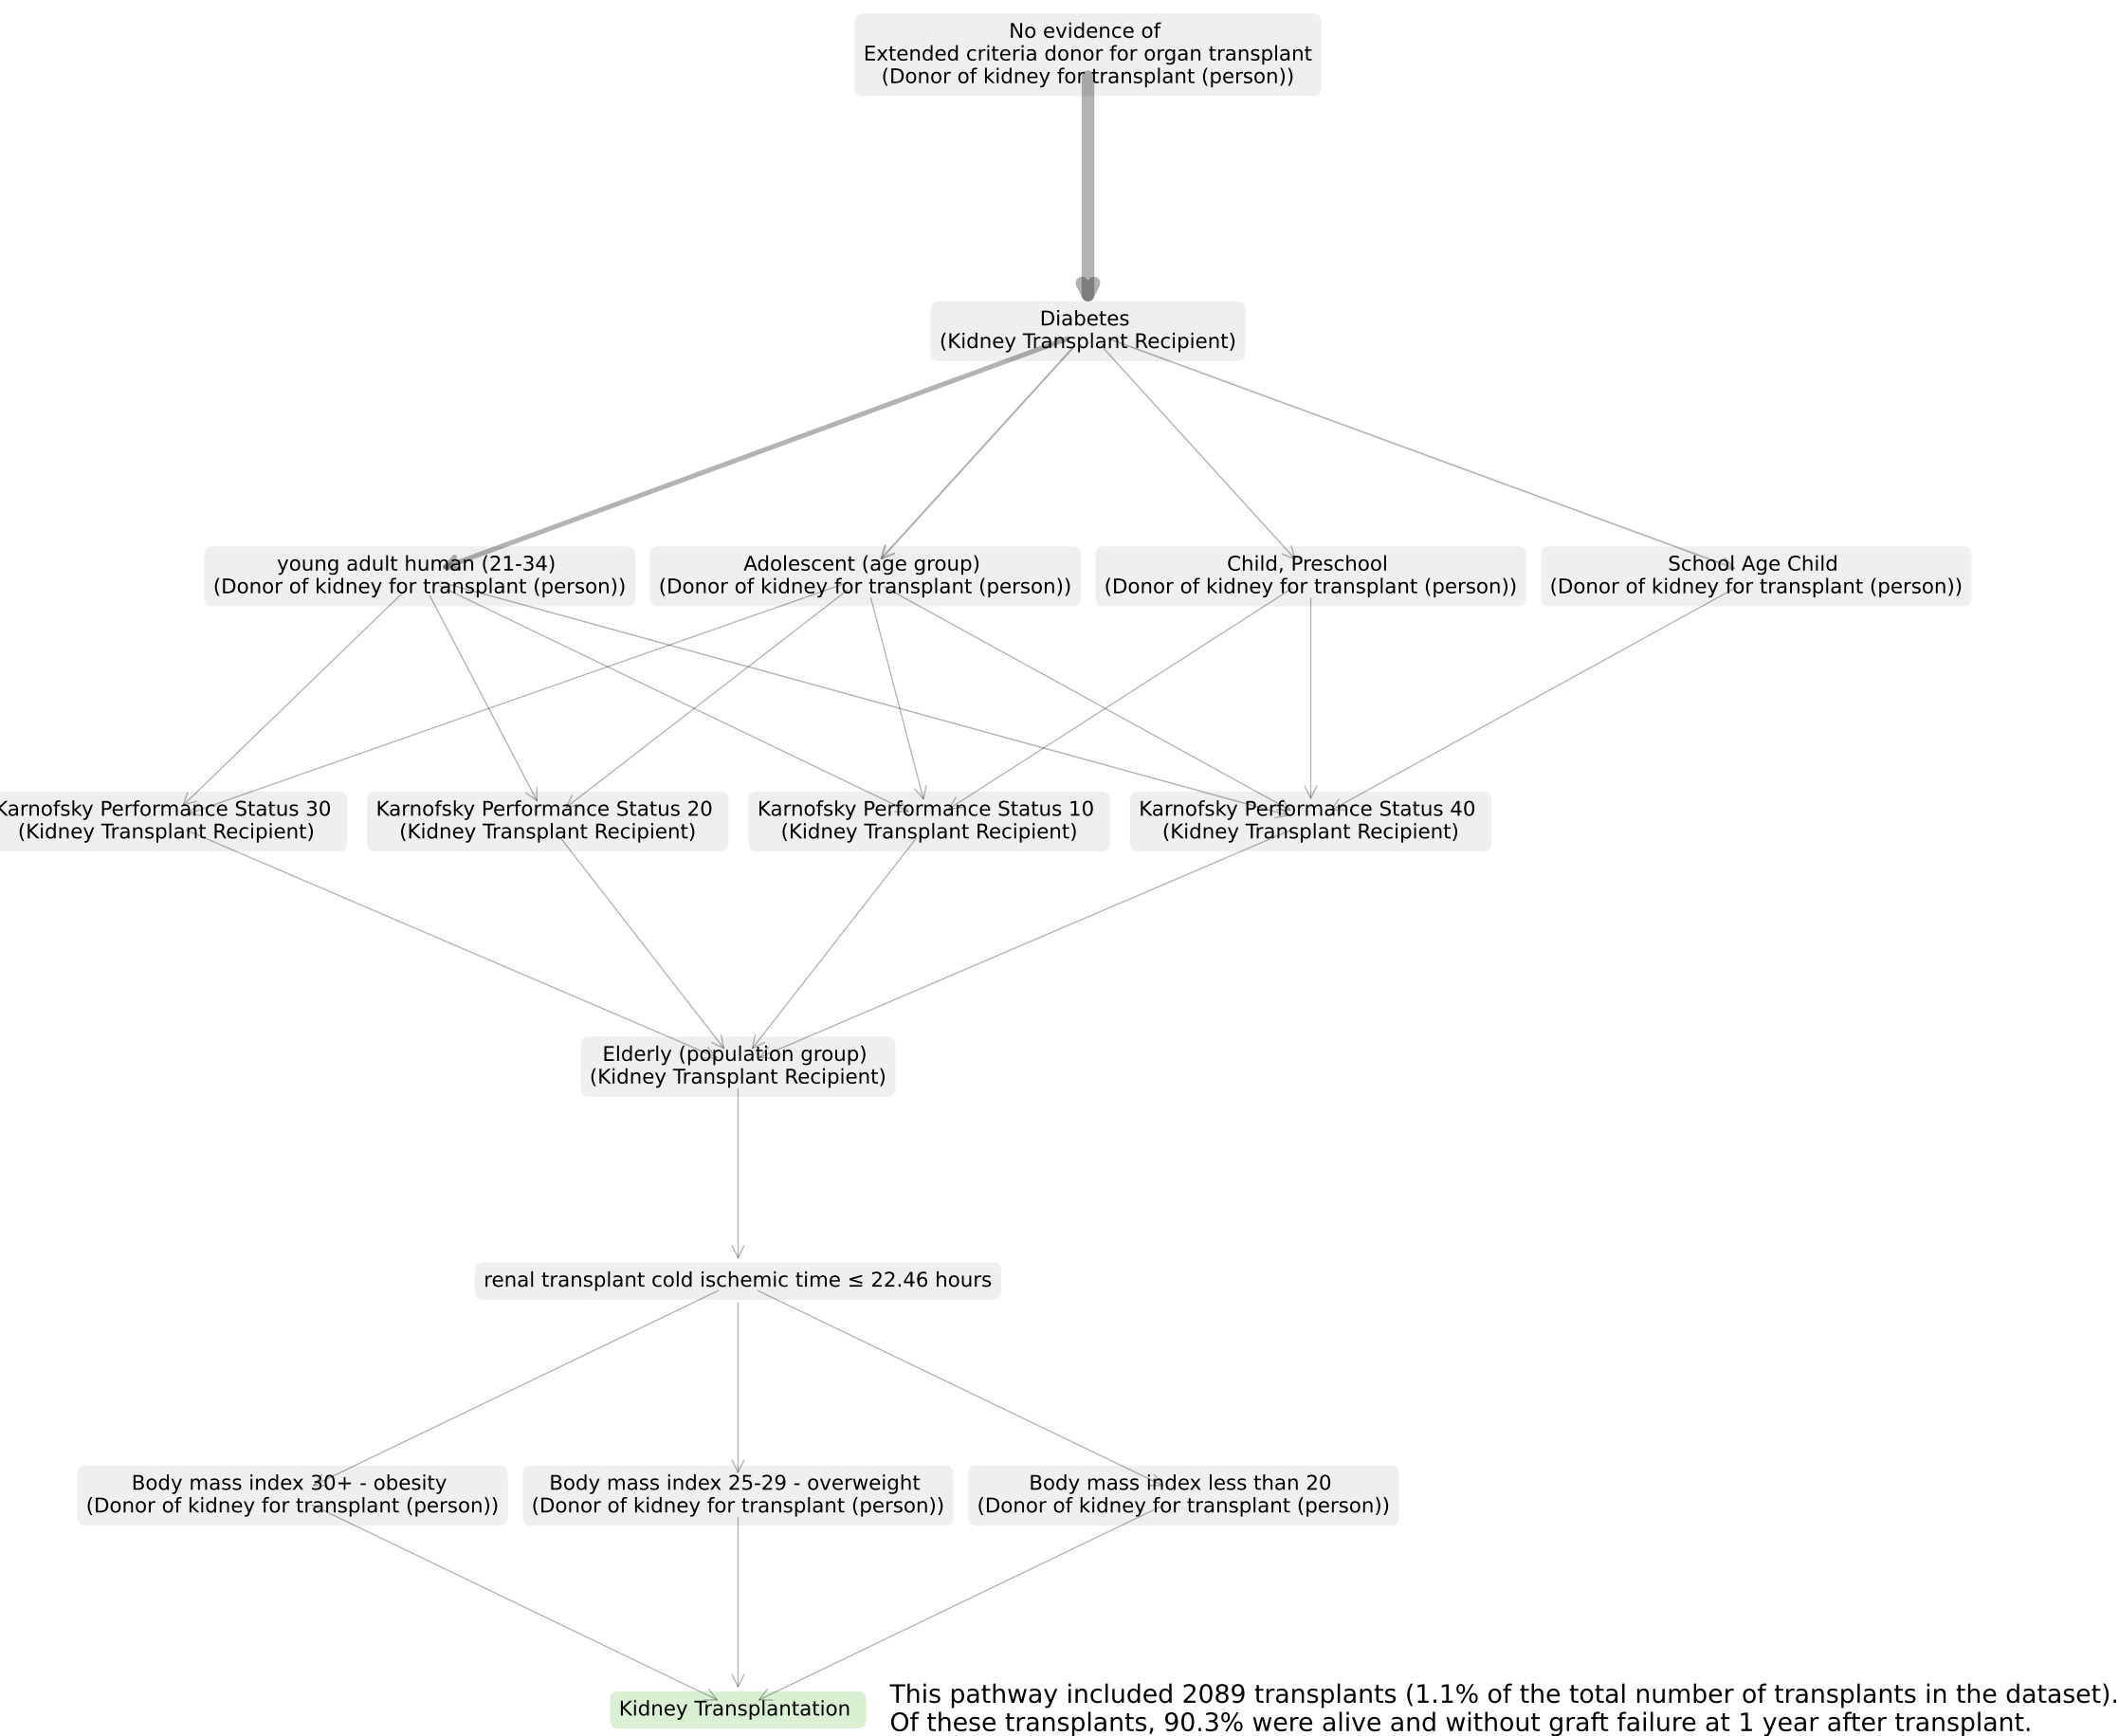 No evidence of
Extended criteria donor for organ transplant
(Donor of kidney for transplant (person))
Diabetes
(Kidney Transplant Recipient)
young adult human (21-34)
(Donor of kidney for transplant (person))
Adolescent (age group)
(Donor of kidney for transplant (person))
Child, Preschool
(Donor of kidney for transplant (person))
School Age Child
(Donor of kidney for transplant (person))
Karnofsky Performance Status 30
(Kidney Transplant Recipient)
Karnofsky Performance Status 20
(Kidney Transplant Recipient)
Karnofsky Performance Status 10
(Kidney Transplant Recipient)
Karnofsky Performance Status 40
(Kidney Transplant Recipient)
Elderly (population group)
(Kidney Transplant Recipient)
renal transplant cold ischemic time ≤ 22.46 hours
Body mass index 30+ - obesity
(Donor of kidney for transplant (person))
Body mass index 25-29 - overweight
(Donor of kidney for transplant (person))
Body mass index less than 20
(Donor of kidney for transplant (person))
Kidney Transplantation
This pathway included 2089 transplants (1.1% of the total number of transplants in the dataset).
Of these transplants, 90.3% were alive and without graft failure at 1 year after transplant.